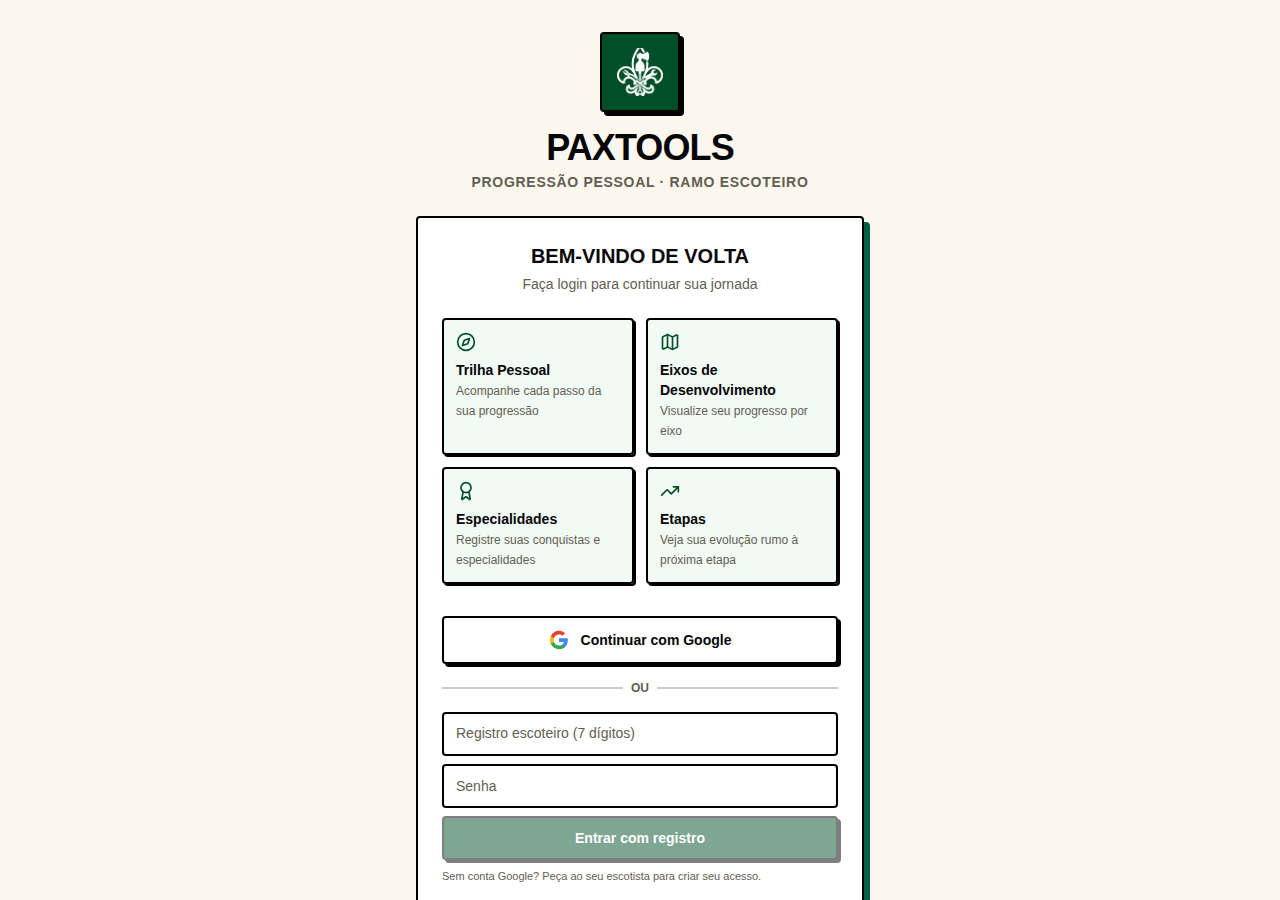 PAXTOOLS
PROGRESSÃO PESSOAL · RAMO ESCOTEIRO
BEM-VINDO DE VOLTA
Faça login para continuar sua jornada
Trilha Pessoal
Acompanhe cada passo da
sua progressão
Eixos de
Desenvolvimento
Visualize seu progresso por
eixo
Especialidades
Registre suas conquistas e
especialidades
Etapas
Veja sua evolução rumo à
próxima etapa
Continuar com Google
OU
Registro escoteiro (7 dígitos)
Senha
Entrar com registro
Sem conta Google? Peça ao seu escotista para criar seu acesso.